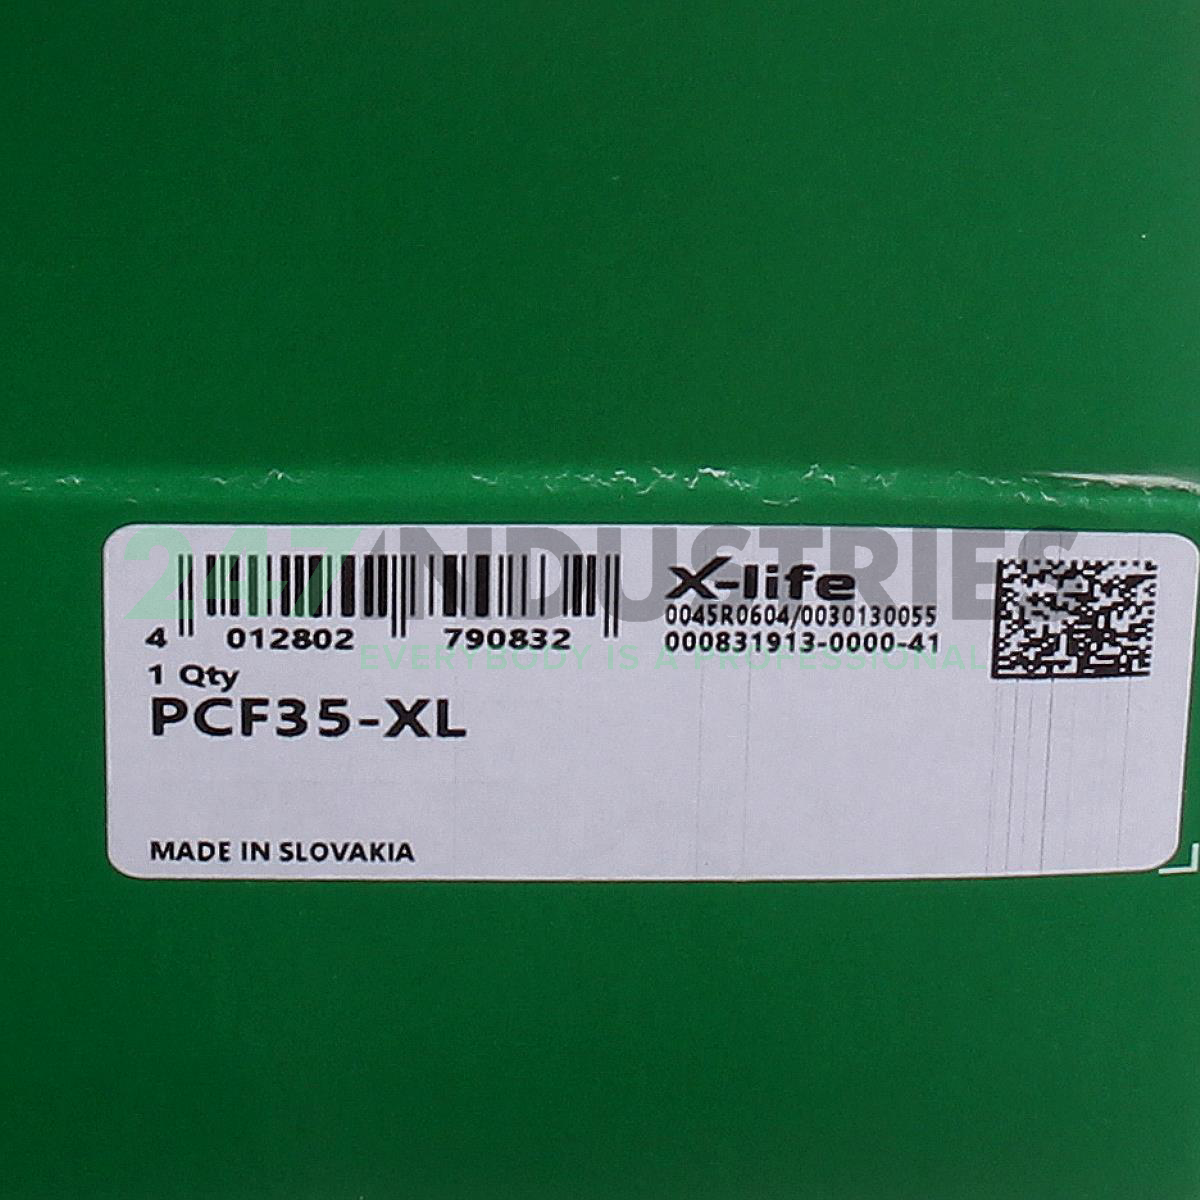 247INDUSTRIES
X-life
4 012802 790832
0045R0604/0030130055
000831913-0000-41
EVERYBODY IS A PROFESSIONAL
1 Qty
PCF35-XL
MADE IN SLOVAKIA